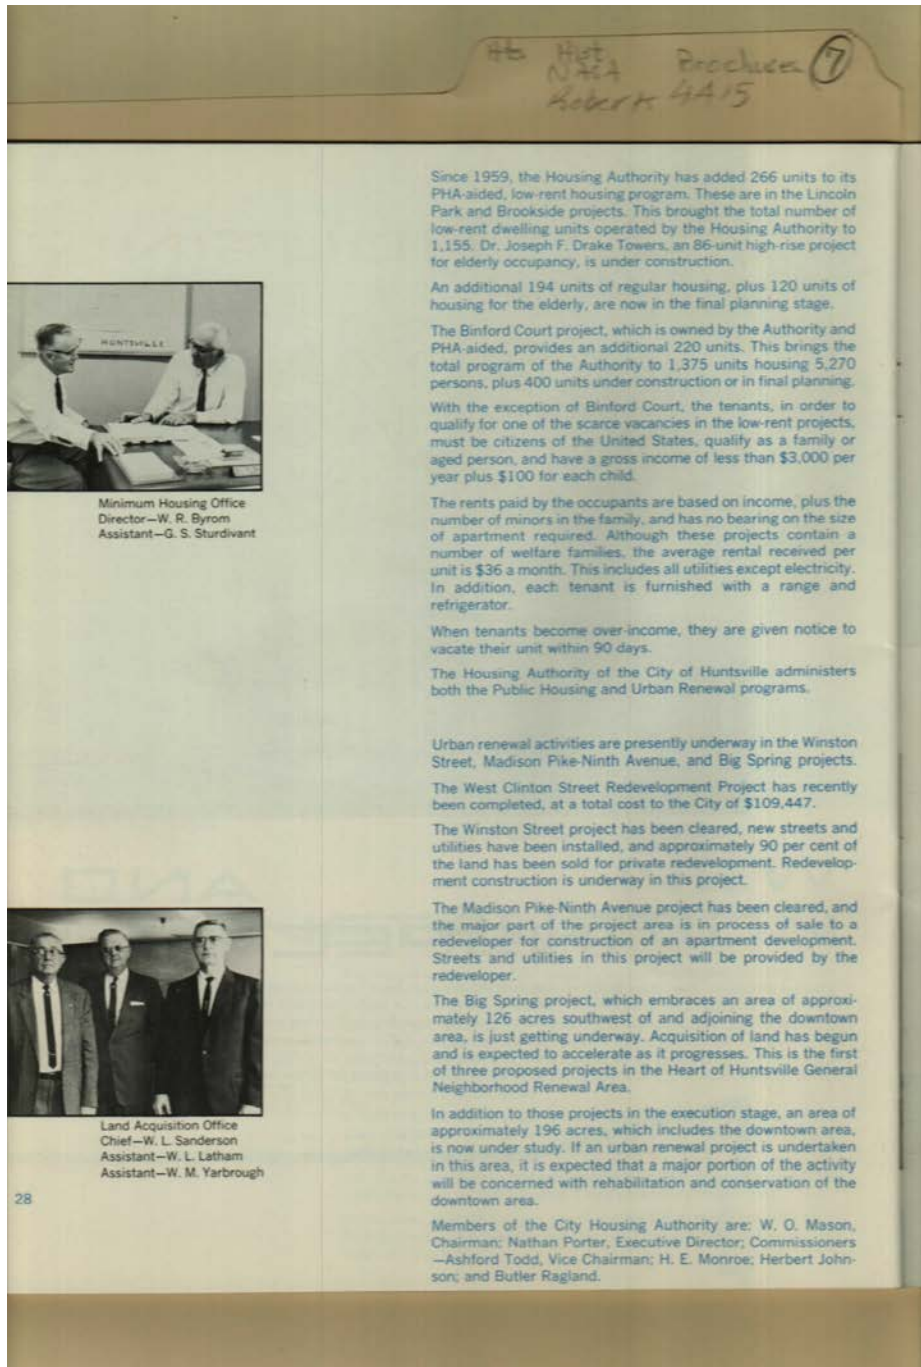 Hist. Brochures 7
NASA
Robert 4415
Since 1959, the Housing Authority has added 266 units to its
PHA-aided, low-rent housing program. These are in the Lincoln
Park and Brookside projects. This brought the total number of
low-rent dwelling units operated by the Housing Authority to
1,155. Dr. Joseph F. Drake Towers, an 86-unit high-rise project
for elderly occupancy, is under construction.
An additional 194 units of regular housing, plus 120 units of
housing for the elderly, are now in the final planning stage.
The Binford Court project, which is owned by the Authority and
PHA-aided, provides an additional 220 units. This brings the
total program of the Authority to 1,375 units housing 5,270
persons, plus 400 units under construction or in final planning.
With the exception of Binford Court, the tenants, in order to
qualify for one of the scarce vacancies in the low-rent projects,
must be citizens of the United States, qualify as a family or
aged person, and have a gross income of less than $3,000 per
year plus $100 for each child.
The rents paid by the occupants are based on income, plus the
number of minors in the family, and has no bearing on the size
of apartment required. Although these projects contain a
number of welfare families, the average rental received per
unit is $36 a month. This includes all utilities except electricity.
In addition, each tenant is furnished with a range and
refrigerator.
When tenants become over-income, they are given notice to
vacate their unit within 90 days.
The Housing Authority of the City of Huntsville administers
both the Public Housing and Urban Renewal programs.
HUNTSVILLE
Minimum Housing Office
Director—W. R. Byrom
Assistant—G. S. Sturdivant
Urban renewal activities are presently underway in the Winston
Street, Madison Pike-Ninth Avenue, and Big Spring projects.
The West Clinton Street Redevelopment Project has recently
been completed, at a total cost to the City of $109,447.
The Winston Street project has been cleared, new streets and
utilities have been installed, and approximately 90 per cent of
the land has been sold for private redevelopment. Redevelop-
ment construction is underway in this project.
The Madison Pike-Ninth Avenue project has been cleared, and
the major part of the project area is in process of sale to a
redeveloper for construction of an apartment development.
Streets and utilities in this project will be provided by the
redeveloper.
The Big Spring project, which embraces an area of approxi-
mately 126 acres southwest of and adjoining the downtown
area, is just getting underway. Acquisition of land has begun
and is expected to accelerate as it progresses. This is the first
of three proposed projects in the Heart of Huntsville General
Neighborhood Renewal Area.
In addition to those projects in the execution stage, an area of
approximately 196 acres, which includes the downtown area,
is now under study. If an urban renewal project is undertaken
in this area, it is expected that a major portion of the activity
will be concerned with rehabilitation and conservation of the
downtown area.
Members of the City Housing Authority are: W. O. Mason,
Chairman; Nathan Porter, Executive Director; Commissioners
—Ashford Todd, Vice Chairman; H. E. Monroe; Herbert John-
son; and Butler Ragland.
Land Acquisition Office
Chief—W. L. Sanderson
Assistant—W. L. Latham
Assistant—W. M. Yarbrough
28